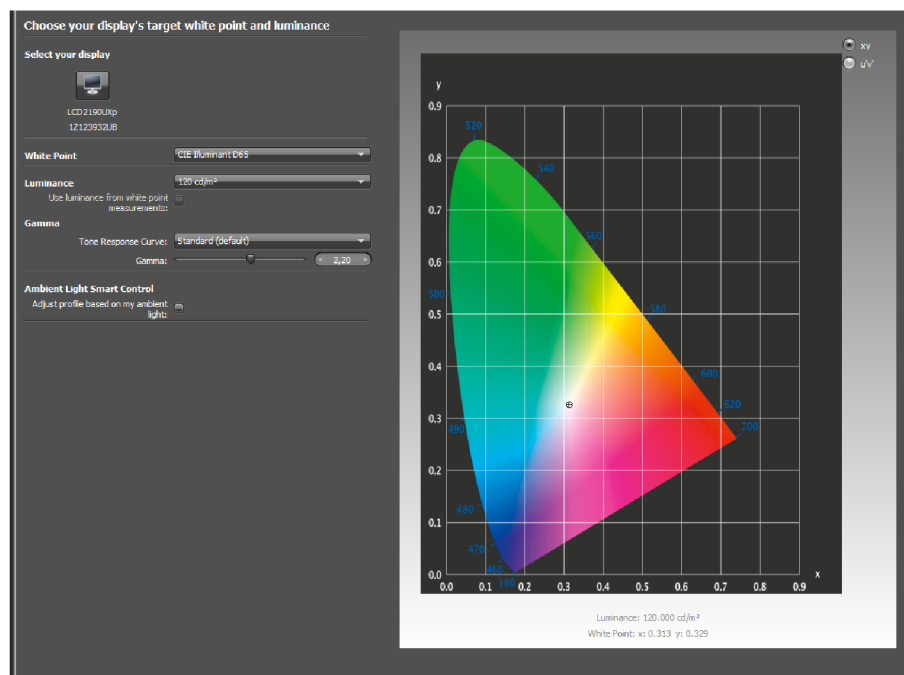 Choose your display's target white point and luminance
Select your display
LCD2190UXp
1Z123932UB
White Point
CIE Illuminant D65
Luminance
120 cd/m²
Use luminance from white point
measurements:
Gamma
Tone Response Curve:
Standard (default)
Gamma:
2,20
Ambient Light Smart Control
Adjust profile based on my ambient
light:
xy
u'v'
y
0.9
0.8
0.7
0.6
0.5
0.4
0.3
0.2
0.1
0.0
520
540
560
500
580
600
620
490
700
480
470
460
380
0.0 0.1 0.2 0.3 0.4 0.5 0.6 0.7 0.8 0.9
x
Luminance: 120.000 cd/m²
White Point: x: 0.313 y: 0.329